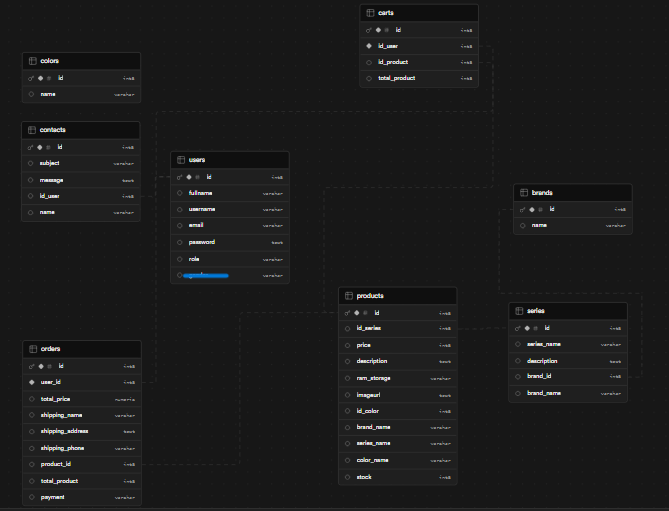 carts
id int8
id_user int8
id_product int8
total_product int8
colors
id int8
name varchar
contacts
id int8
subject varchar
message text
id_user int8
name varchar
users
id int8
fullname varchar
username varchar
email varchar
password text
role varchar
varchar
brands
id int8
name varchar
products
id int8
id_series int8
price int8
description text
ram_storage varchar
imageurl text
id_color int8
brand_name varchar
series_name varchar
color_name varchar
stock int8
series
id int8
series_name varchar
description text
brand_id int8
brand_name varchar
orders
id int8
user_id int8
total_price numeric
shipping_name varchar
shipping_address text
shipping_phone varchar
product_id int8
total_product int8
payment varchar